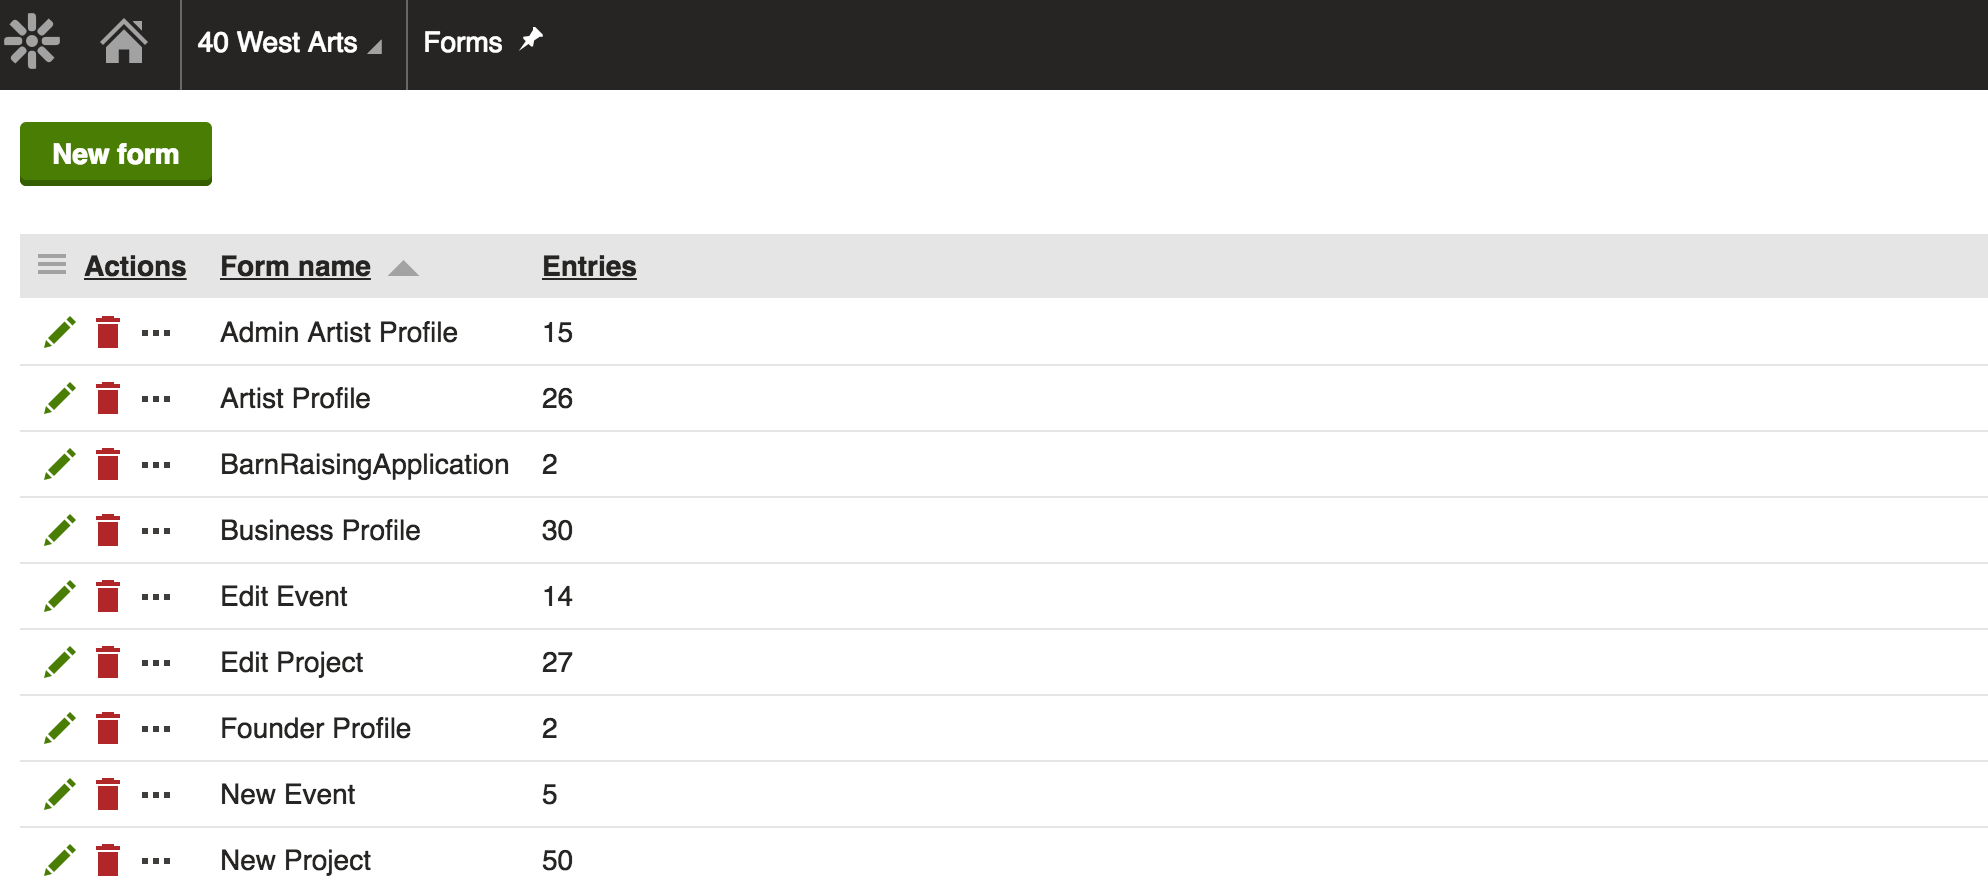 40 West Arts Forms
New form
Actions Form name Entries
Admin Artist Profile 15
Artist Profile 26
BarnRaisingApplication 2
Business Profile 30
Edit Event 14
Edit Project 27
Founder Profile 2
New Event 5
New Project 50